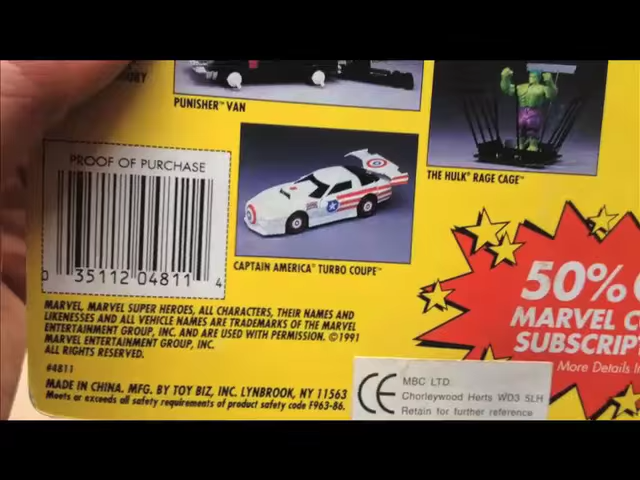 PUNISHER™ VAN
THE HULK® RAGE CAGE™
PROOF OF PURCHASE
0 35112 04811 4
CAPTAIN AMERICA® TURBO COUPE™
50%
MARVEL C
SUBSCRIPT
More Details In
MARVEL, MARVEL SUPER HEROES, ALL CHARACTERS, THEIR NAMES AND
LIKENESSES AND ALL VEHICLE NAMES ARE TRADEMARKS OF THE MARVEL
ENTERTAINMENT GROUP, INC. AND ARE USED WITH PERMISSION. ©1991
MARVEL ENTERTAINMENT GROUP, INC.
ALL RIGHTS RESERVED.
#4811
MADE IN CHINA. MFG. BY TOY BIZ, INC. LYNBROOK, NY 11563
Meets or exceeds all safety requirements of product safety code F963-86.
CE
MBC LTD.
Chorleywood Herts WD3 5LH
Retain for further reference